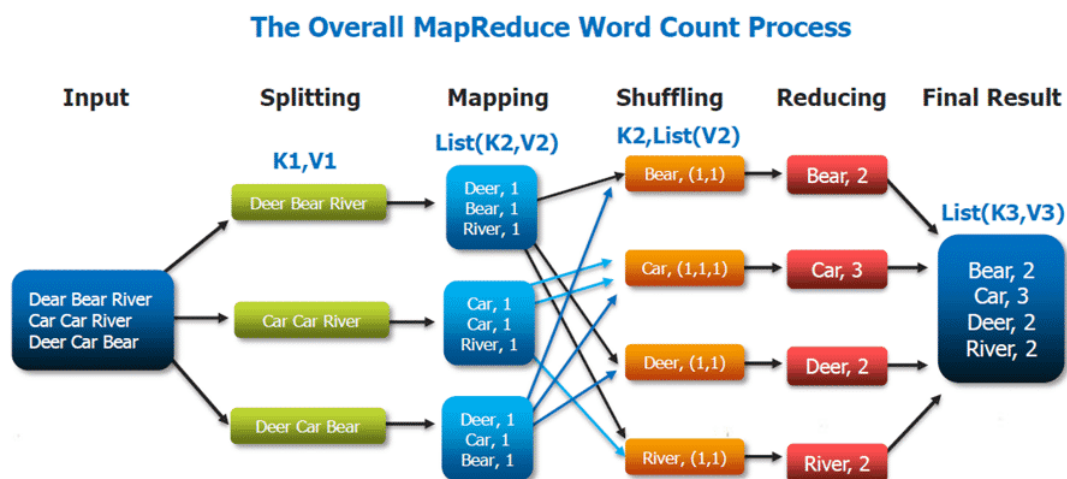 The Overall MapReduce Word Count Process
Input
Splitting
Mapping
Shuffling
Reducing
Final Result
K1,V1
List(K2,V2)
K2,List(V2)
List(K3,V3)
Dear Bear River
Car Car River
Deer Car Bear
Deer Bear River
Car Car River
Deer Car Bear
Deer, 1
Bear, 1
River, 1
Car, 1
Car, 1
River, 1
Deer, 1
Car, 1
Bear, 1
Bear, (1,1)
Car, (1,1,1)
Deer, (1,1)
River, (1,1)
Bear, 2
Car, 3
Deer, 2
River, 2
Bear, 2
Car, 3
Deer, 2
River, 2